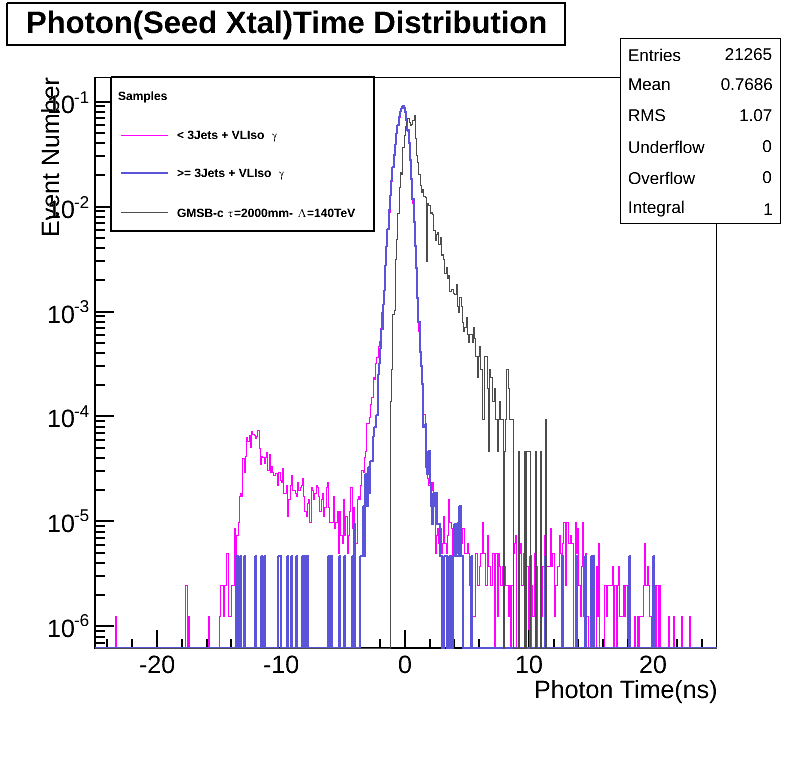 Photon(Seed Xtal)Time Distribution
Entries 21265
Mean 0.7686
RMS 1.07
Underflow 0
Overflow 0
Integral 1
Samples
< 3Jets + VLIso γ
>= 3Jets + VLIso γ
GMSB-c τ=2000mm- Λ=140TeV
Event Number
10-1
10-2
10-3
10-4
10-5
10-6
-20 -10 0 10 20
Photon Time(ns)